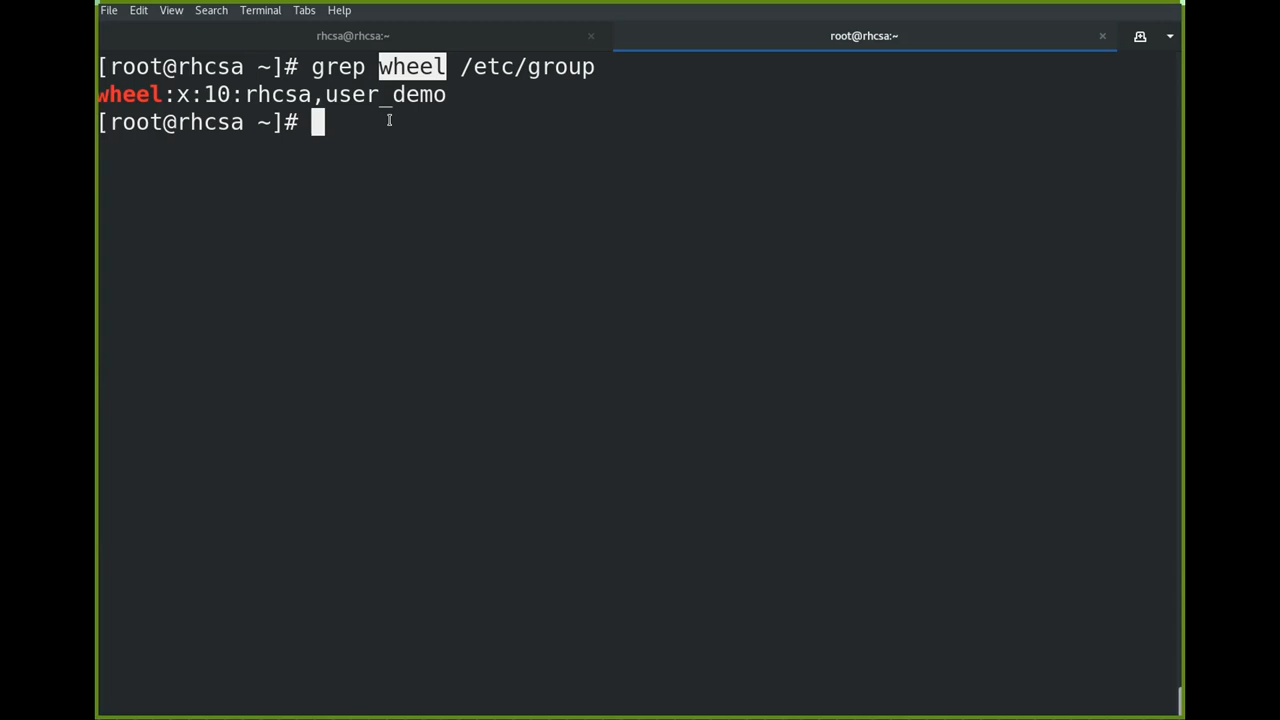 File Edit View Search Terminal Tabs Help
rhcsa@rhcsa:~ × root@rhcsa:~ ×
[root@rhcsa ~]# grep wheel /etc/group
wheel:x:10:rhcsa,user_demo
[root@rhcsa ~]#